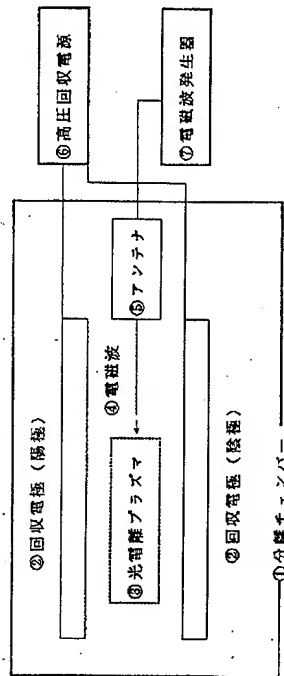 ⑥高圧回収電源
⑦電磁波発生器
②回収電極（陽極）
⑤アンテナ
④電磁波
③光電離プラズマ
②回収電極（陰極）
①分離チェンバー